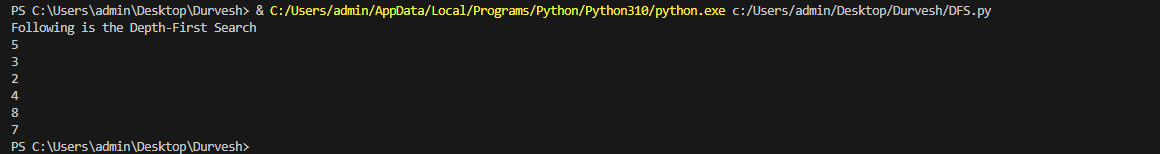 PS C:\Users\admin\Desktop\Durvesh> & C:/Users/admin/AppData/Local/Programs/Python/Python310/python.exe c:/Users/admin/Desktop/Durvesh/DFS.py
Following is the Depth-First Search
5
3
2
4
8
7
PS C:\Users\admin\Desktop\Durvesh>